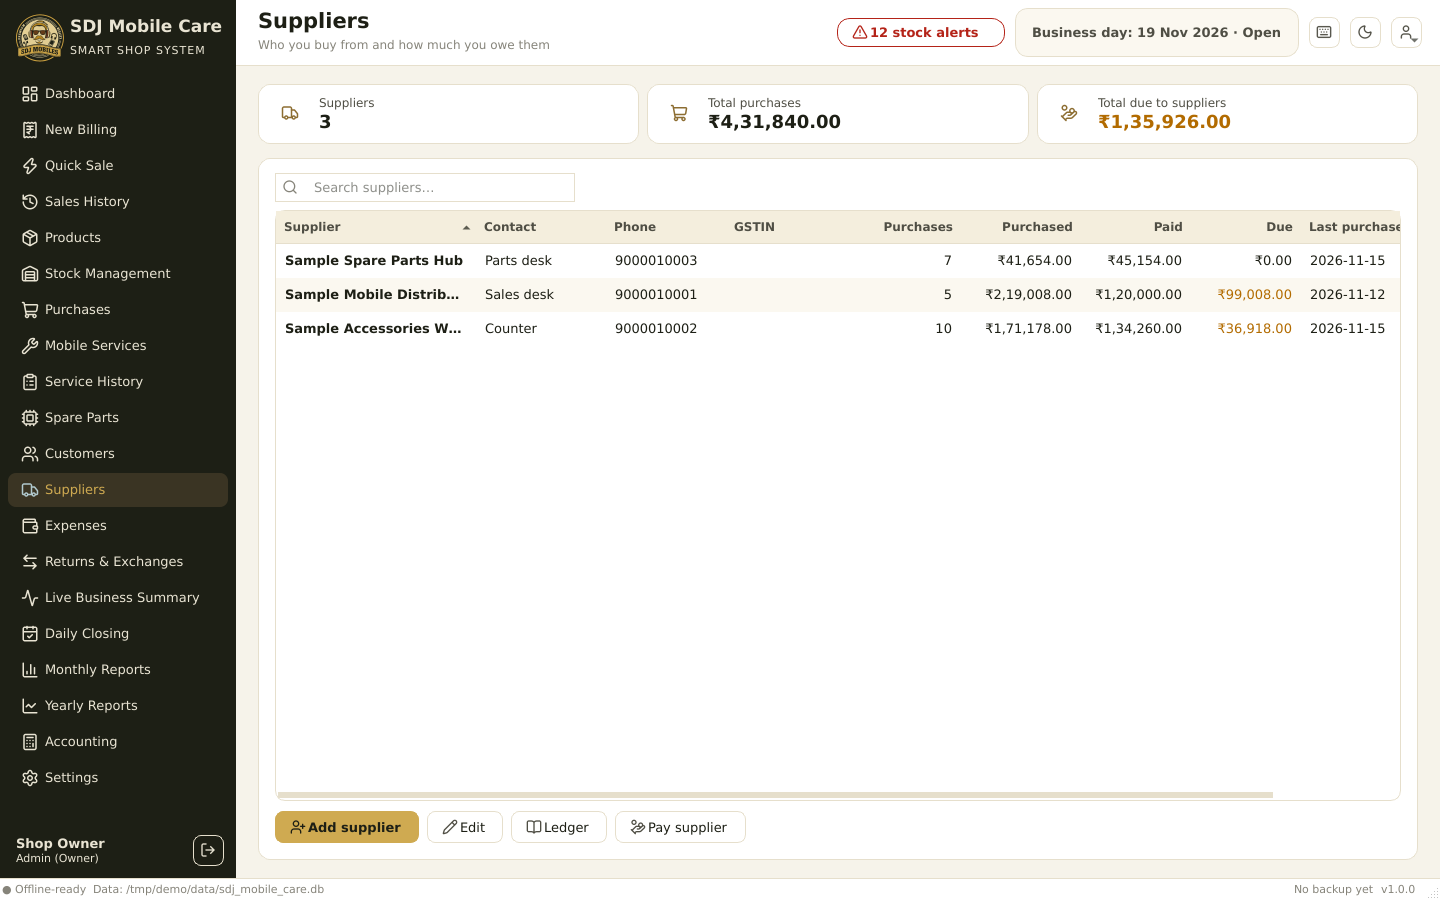 SDJ MOBILES
SDJ Mobile Care
SMART SHOP SYSTEM
Dashboard
New Billing
Quick Sale
Sales History
Products
Stock Management
Purchases
Mobile Services
Service History
Spare Parts
Customers
Suppliers
Expenses
Returns & Exchanges
Live Business Summary
Daily Closing
Monthly Reports
Yearly Reports
Accounting
Settings
Shop Owner
Admin (Owner)
Suppliers
Who you buy from and how much you owe them
12 stock alerts
Business day: 19 Nov 2026 · Open
Suppliers
3
Total purchases
₹4,31,840.00
Total due to suppliers
₹1,35,926.00
Search suppliers...
Supplier Contact Phone GSTIN Purchases Purchased Paid Due Last purchase
Sample Spare Parts Hub Parts desk 9000010003 7 ₹41,654.00 ₹45,154.00 ₹0.00 2026-11-15
Sample Mobile Distrib... Sales desk 9000010001 5 ₹2,19,008.00 ₹1,20,000.00 ₹99,008.00 2026-11-12
Sample Accessories W... Counter 9000010002 10 ₹1,71,178.00 ₹1,34,260.00 ₹36,918.00 2026-11-15
Add supplier Edit Ledger Pay supplier
Offline-ready Data: /tmp/demo/data/sdj_mobile_care.db No backup yet v1.0.0